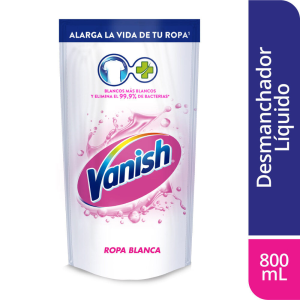 ALARGA LA VIDA DE TU ROPA¹
BLANCOS MÁS BLANCOS
Y ELIMINA EL 99,9% DE BACTERIAS*
Vanish
ROPA BLANCA
Desmanchador
Líquido
800
mL